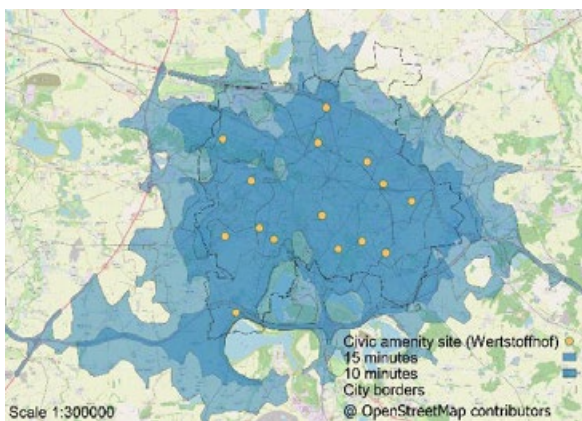 Civic amenity site (Wertstoffhof)
15 minutes
10 minutes
City borders
Scale 1:300000
@ OpenStreetMap contributors